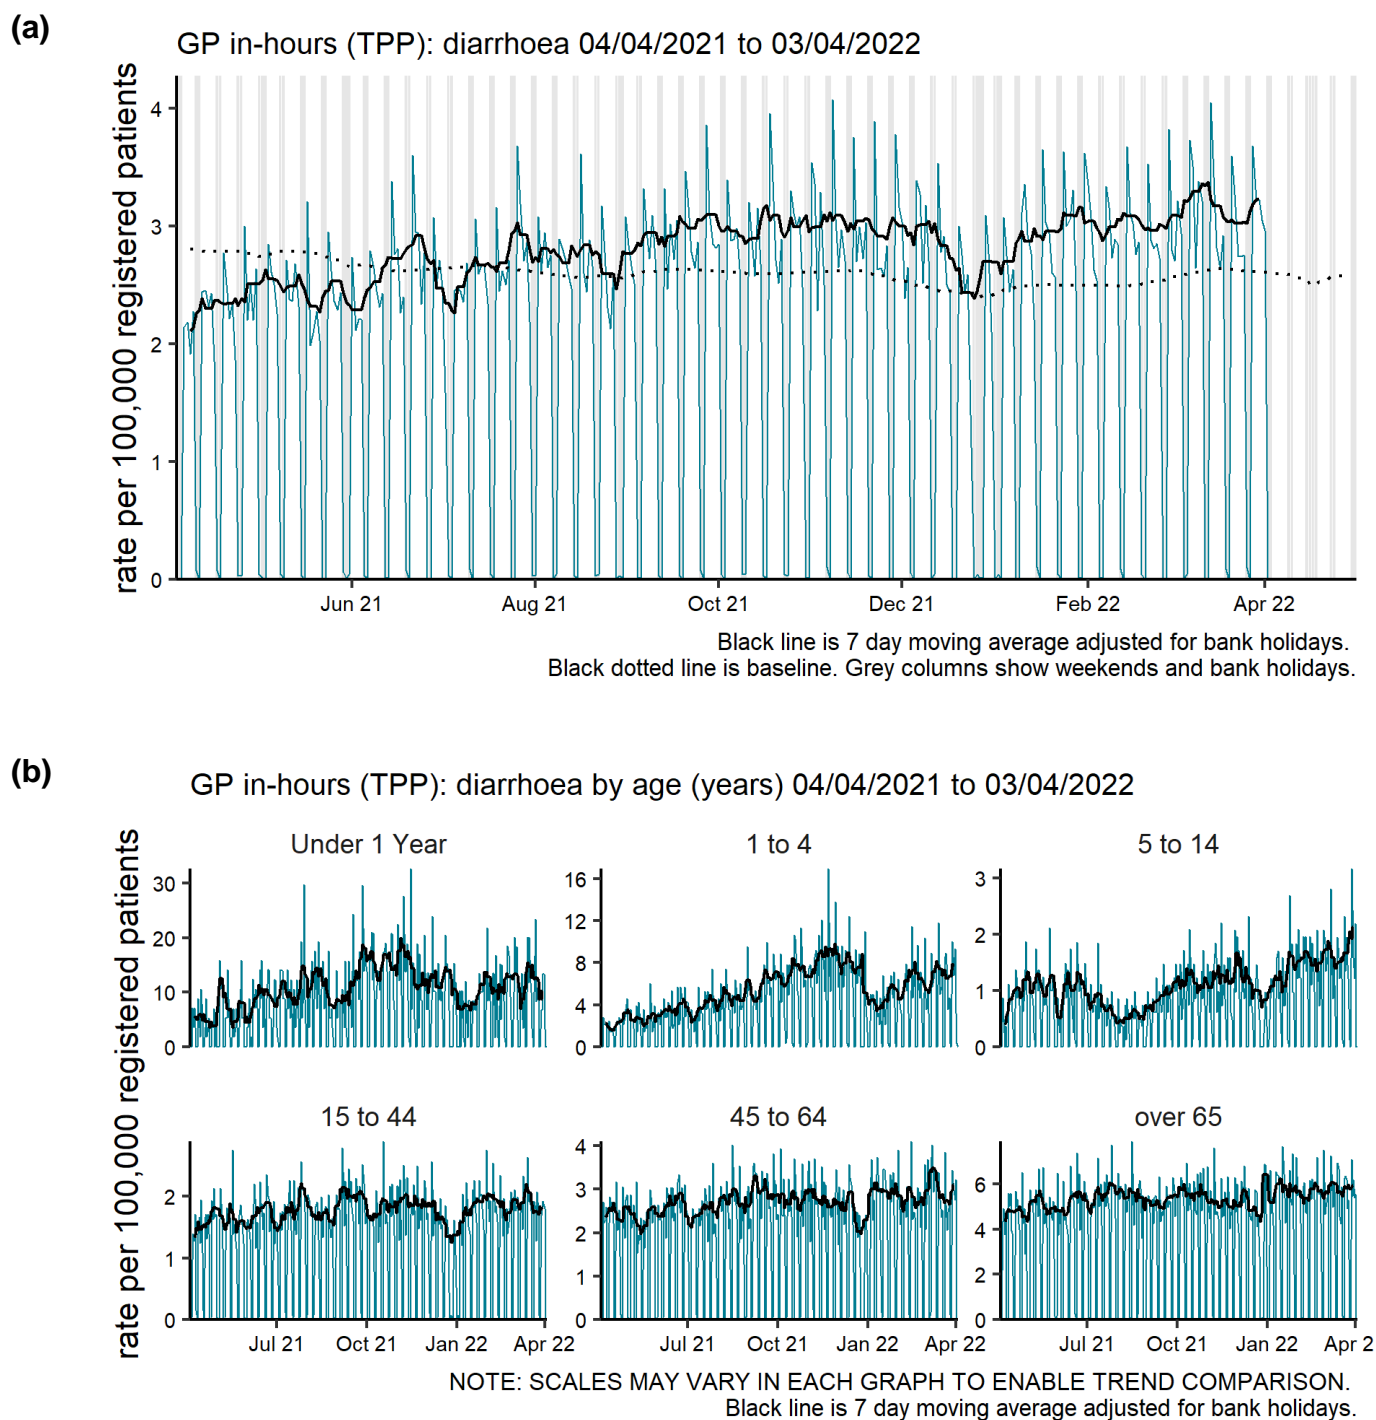 (a)
GP in-hours (TPP): diarrhoea 04/04/2021 to 03/04/2022
rate per 100,000 registered patients
4
3
2
1
0
Jun 21 Aug 21 Oct 21 Dec 21 Feb 22 Apr 22
Black line is 7 day moving average adjusted for bank holidays.
Black dotted line is baseline. Grey columns show weekends and bank holidays.
(b)
GP in-hours (TPP): diarrhoea by age (years) 04/04/2021 to 03/04/2022
rate per 100,000 registered patients
Under 1 Year
30
20
10
0
1 to 4
16
12
8
4
0
5 to 14
3
2
1
0
15 to 44
2
1
0
Jul 21 Oct 21 Jan 22 Apr 22
45 to 64
4
3
2
1
0
Jul 21 Oct 21 Jan 22 Apr 22
over 65
6
4
2
0
Jul 21 Oct 21 Jan 22 Apr 2
NOTE: SCALES MAY VARY IN EACH GRAPH TO ENABLE TREND COMPARISON.
Black line is 7 day moving average adjusted for bank holidays.